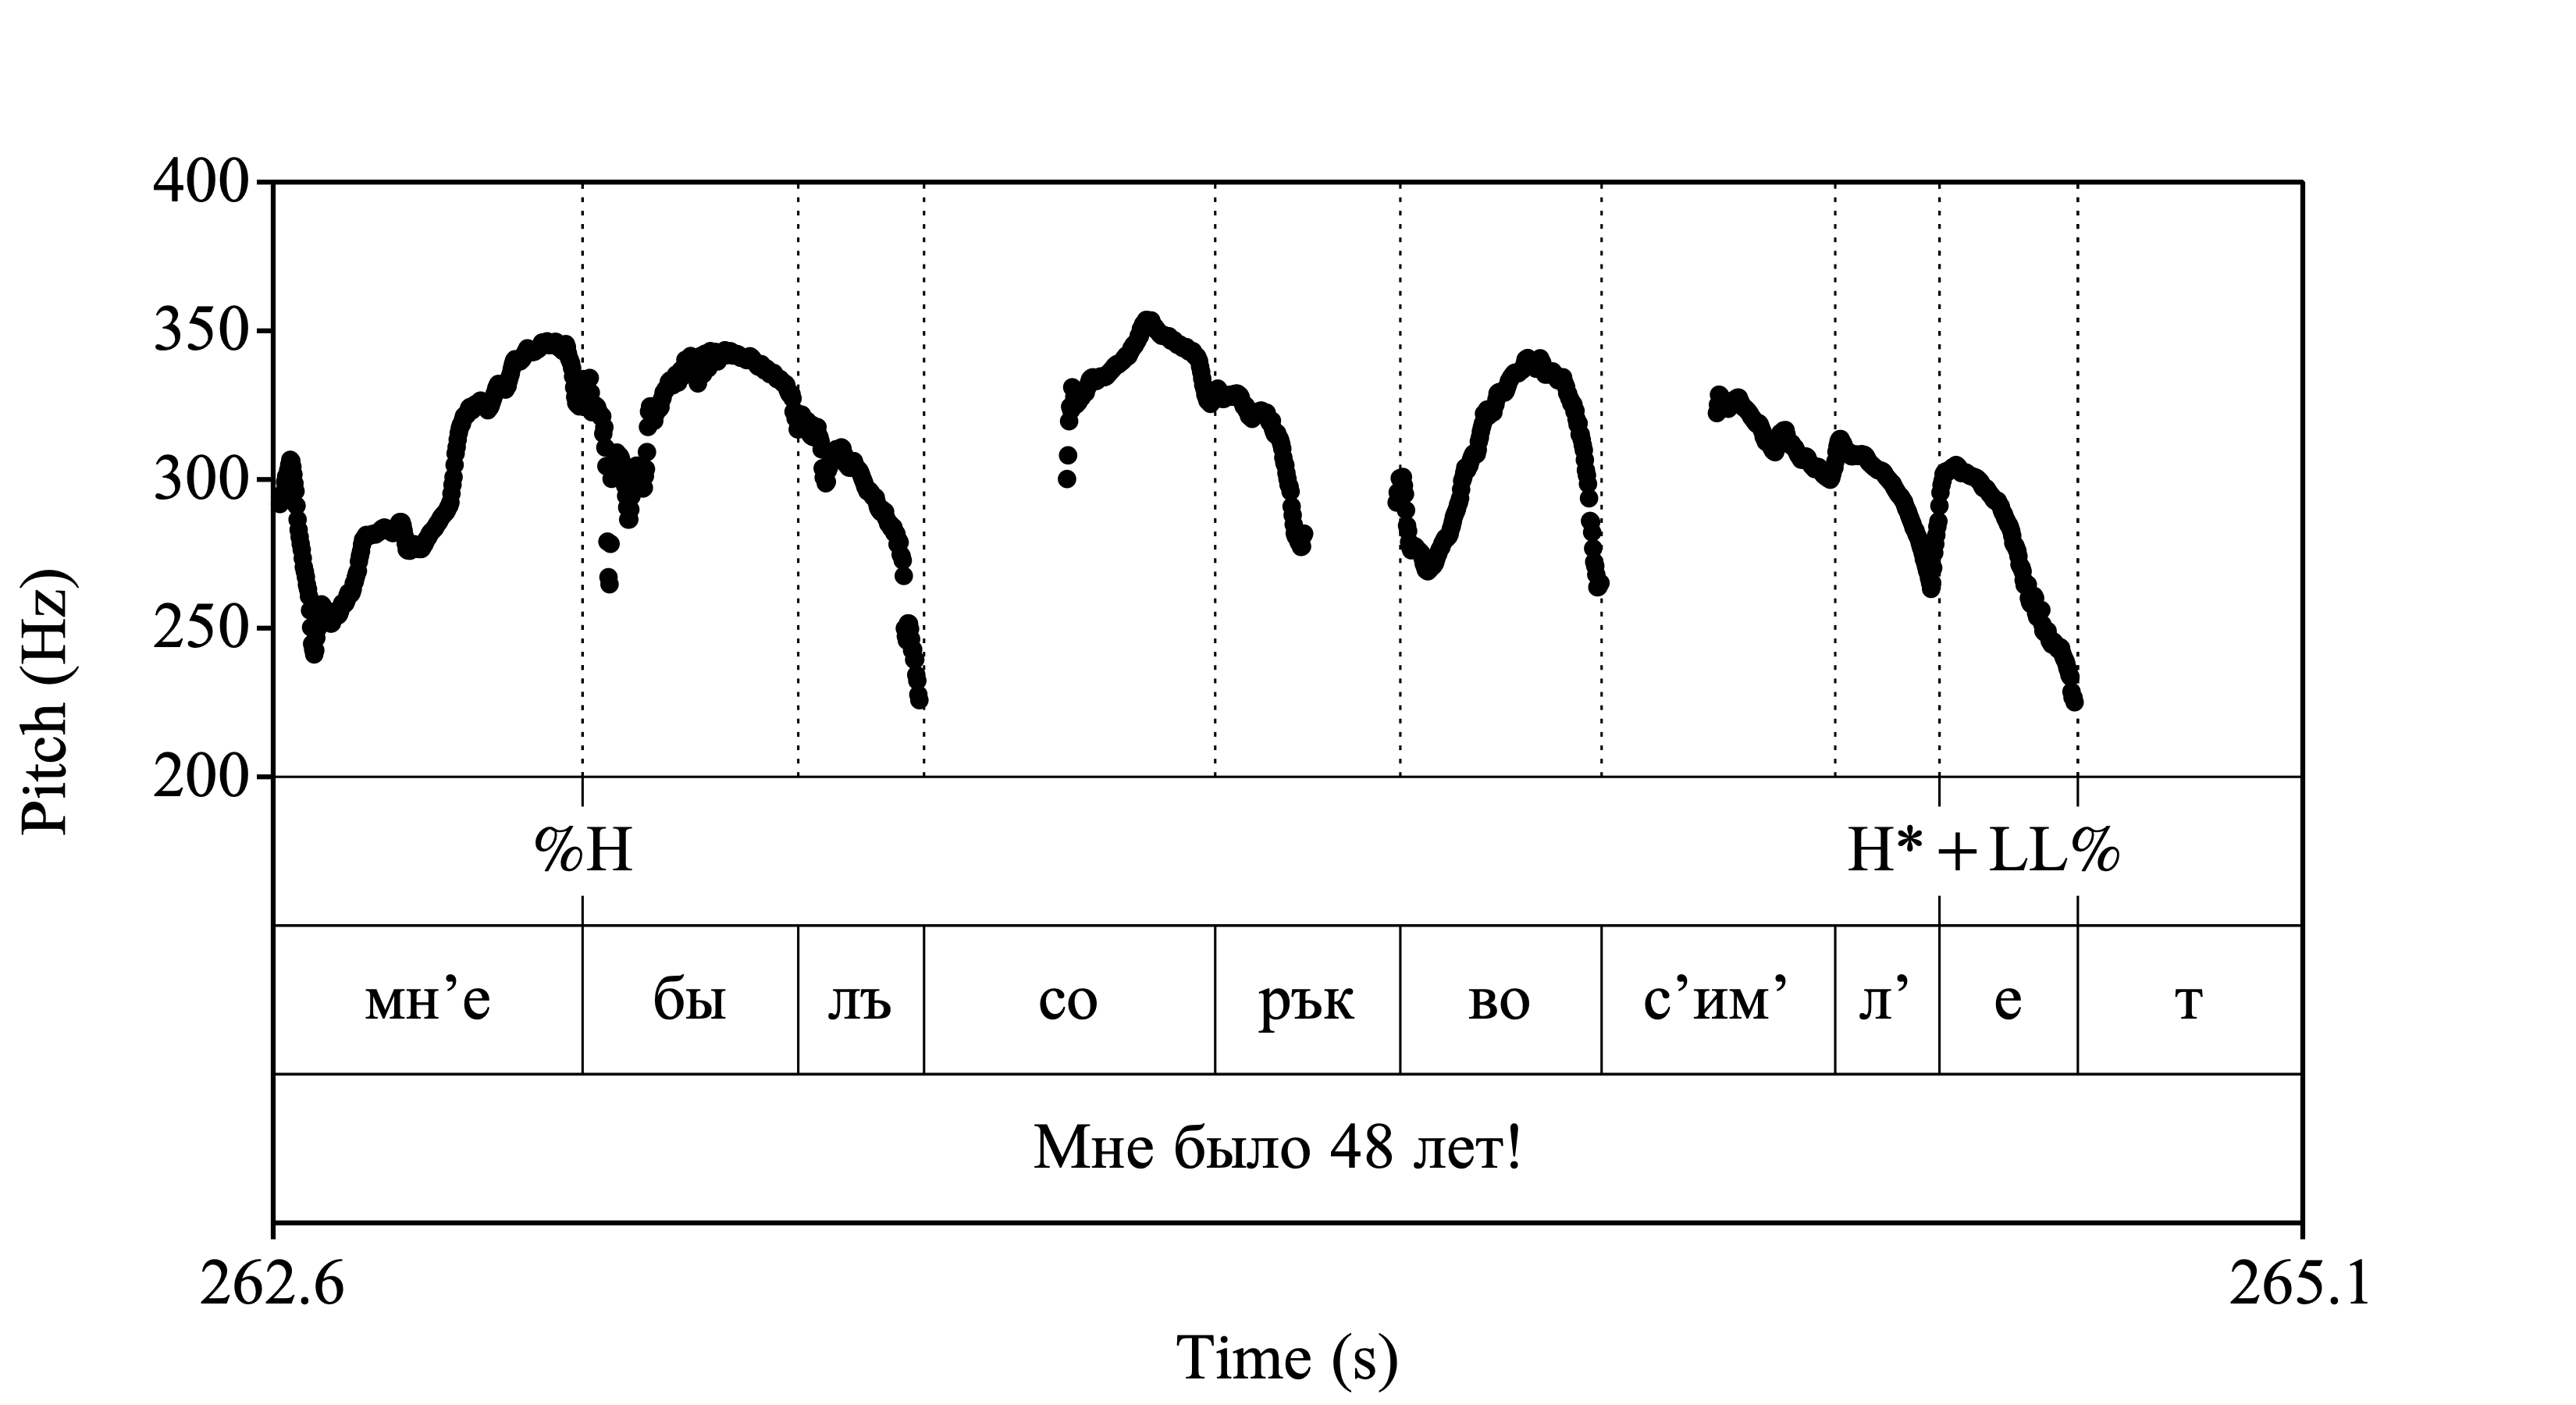 400
350
300
250
200
Pitch (Hz)
%H H*+LL%
мн’е бы лъ со рък во с’им’ л’ е т
Мне было 48 лет!
262.6 265.1
Time (s)